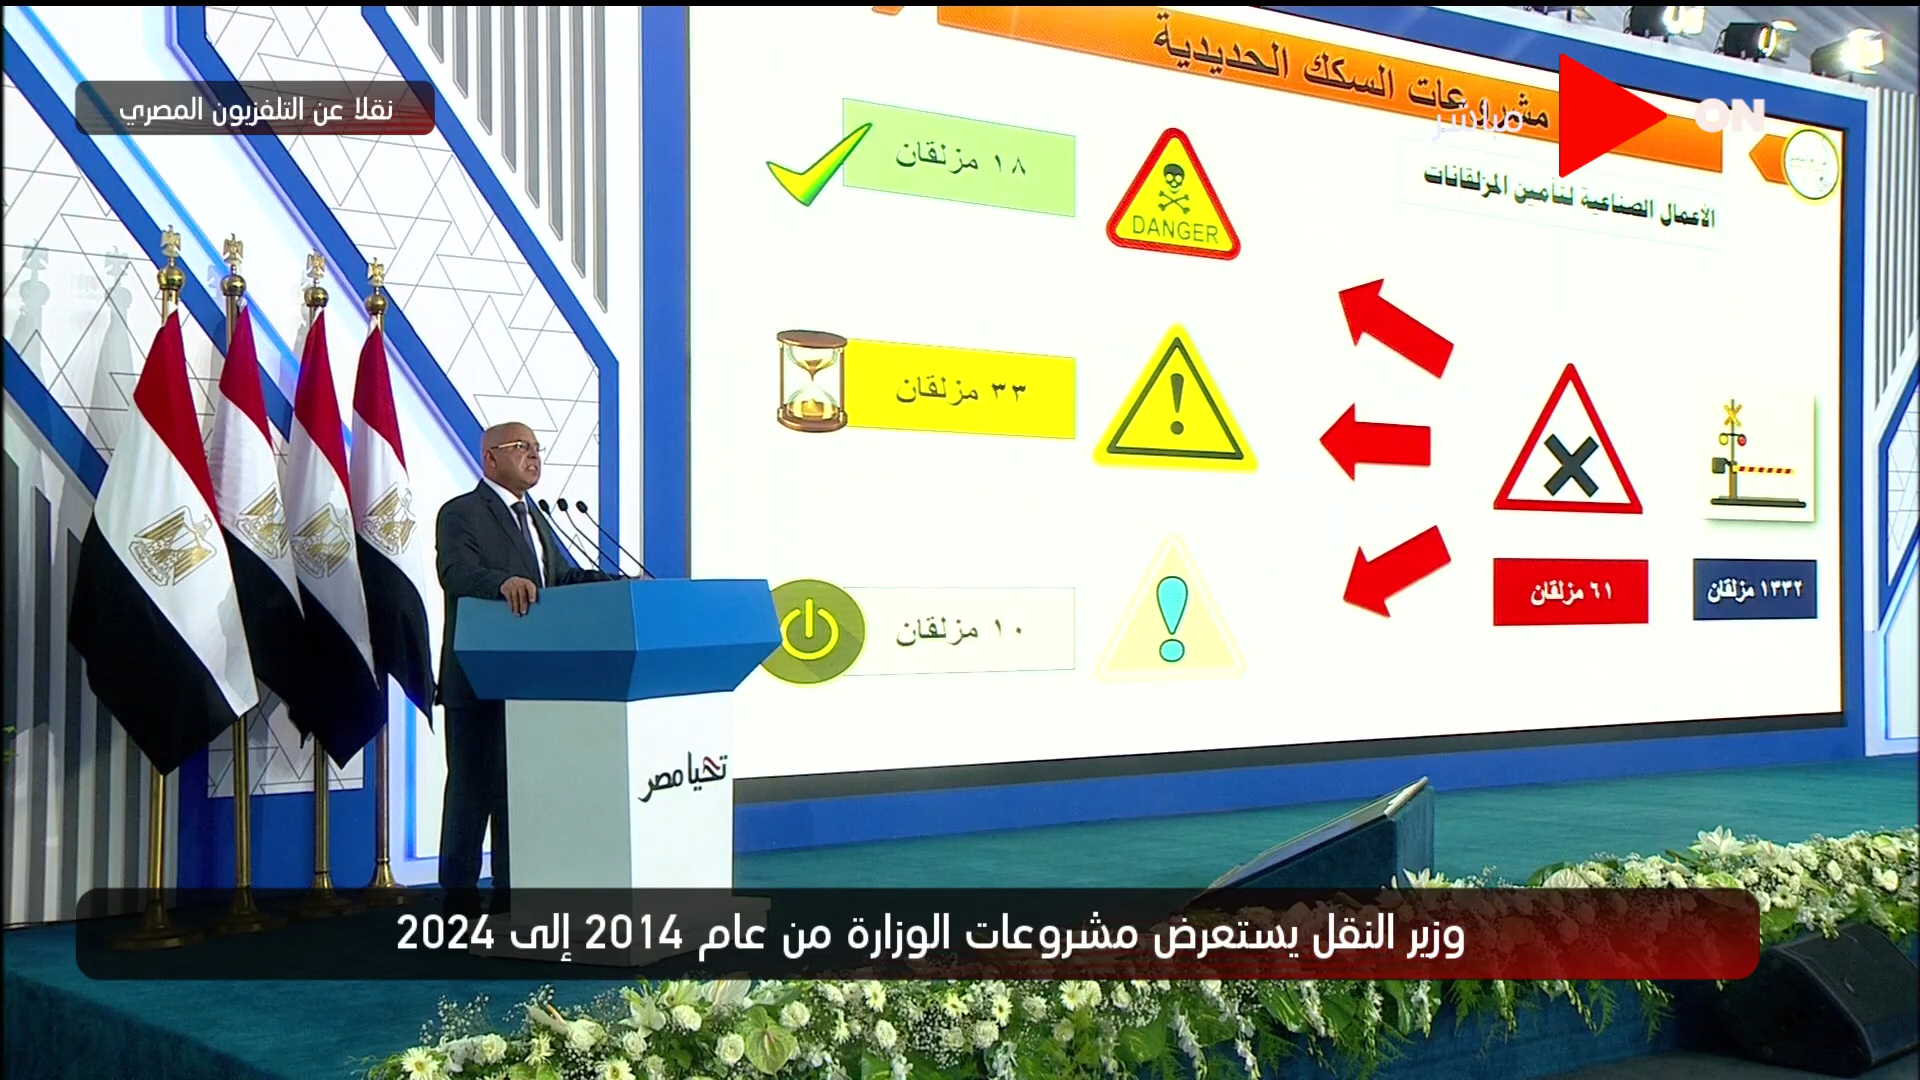 نقلا عن التلفزيون المصري
مشروعات السكك الحديدية
مباشر
ON
الأعمال الصناعية لتأمين المزلقانات
١٨ مزلقان
DANGER
٣٣ مزلقان
١٠ مزلقان
٦١ مزلقان
١٣٣٢ مزلقان
تحيا مصر
وزير النقل يستعرض مشروعات الوزارة من عام 2014 إلى 2024